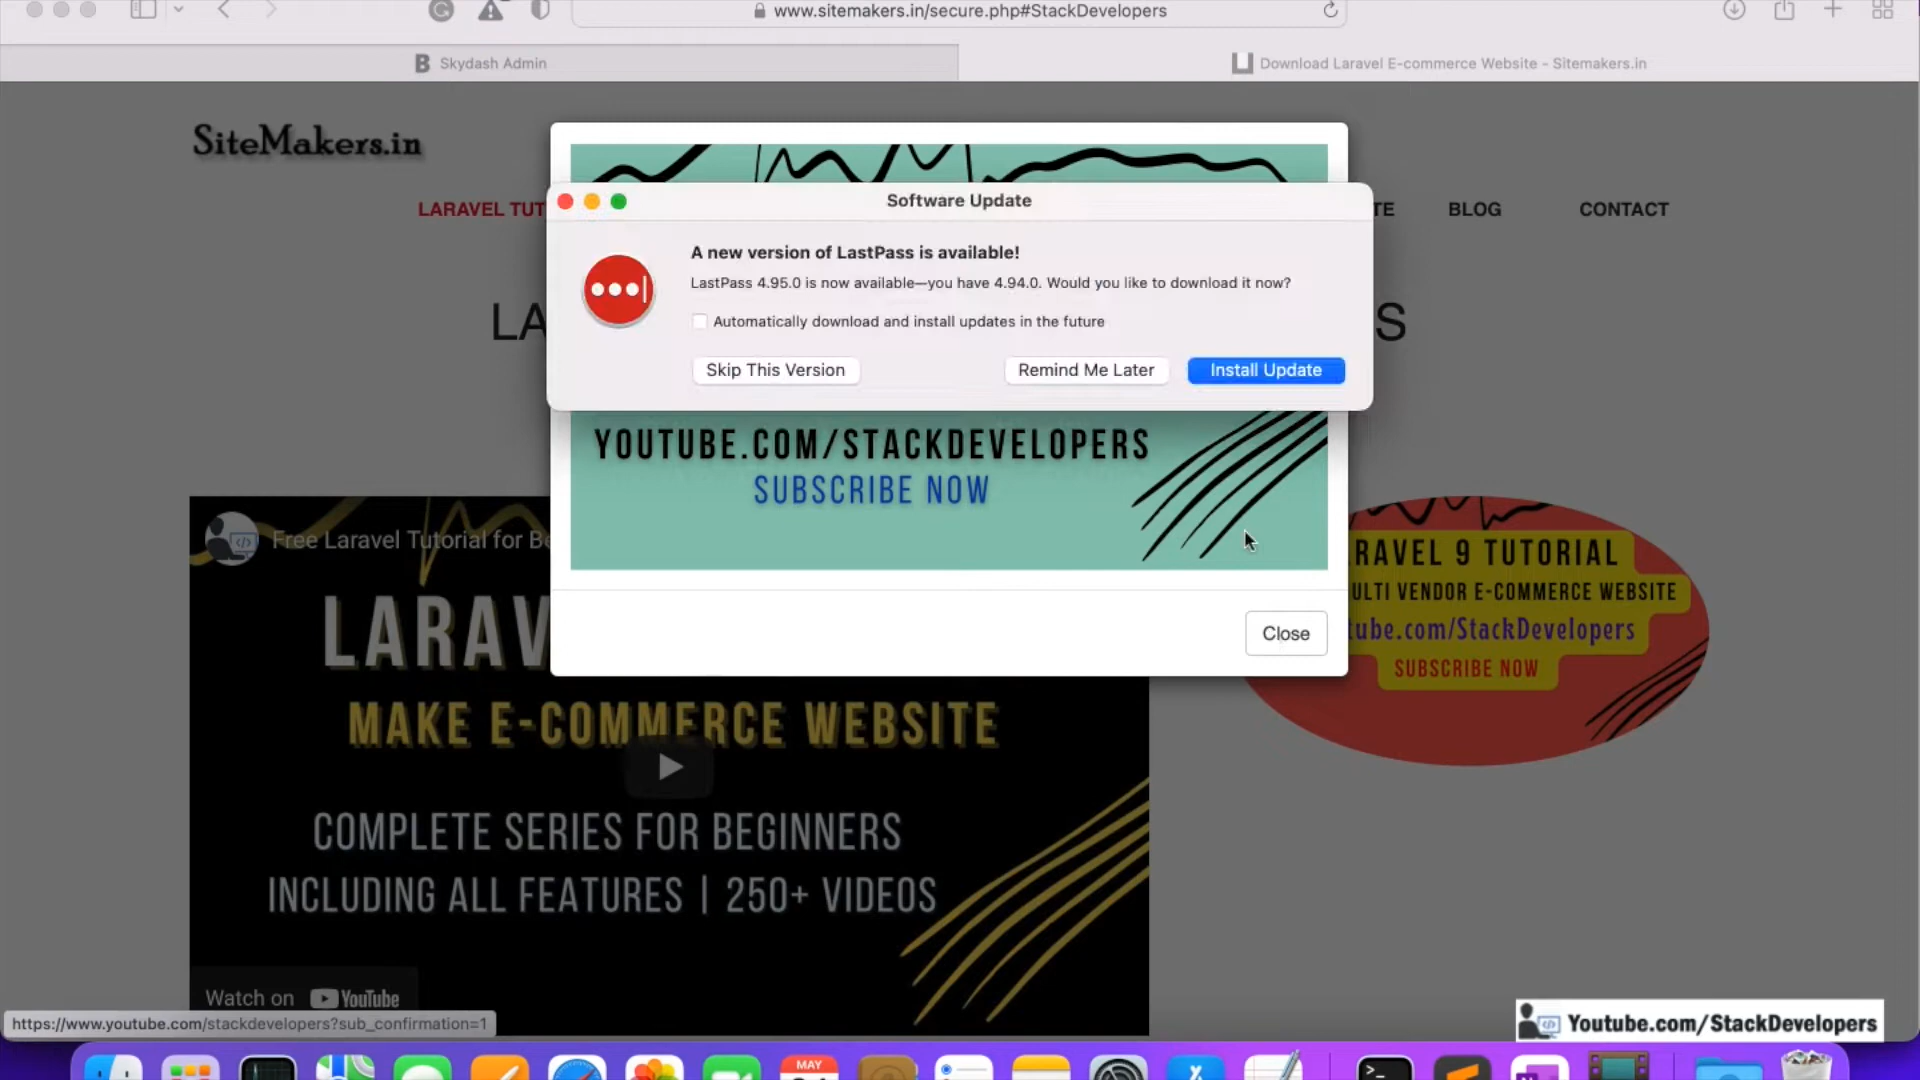 www.sitemakers.in/secure.php#StackDevelopers
Skydash Admin
Download Laravel E-commerce Website - Sitemakers.in
SiteMakers.in
LARAVEL TUT
BLOG
CONTACT
Software Update
A new version of LastPass is available!
LastPass 4.95.0 is now available—you have 4.94.0. Would you like to download it now?
Automatically download and install updates in the future
Skip This Version
Remind Me Later
Install Update
YOUTUBE.COM/STACKDEVELOPERS
SUBSCRIBE NOW
Close
Free Laravel Tutorial for Be
LARAV
MAKE E-COMMERCE WEBSITE
COMPLETE SERIES FOR BEGINNERS
INCLUDING ALL FEATURES | 250+ VIDEOS
Watch on YouTube
RAVEL 9 TUTORIAL
ULTI VENDOR E-COMMERCE WEBSITE
tube.com/StackDevelopers
SUBSCRIBE NOW
https://www.youtube.com/stackdevelopers?sub_confirmation=1
Youtube.com/StackDevelopers
MAY